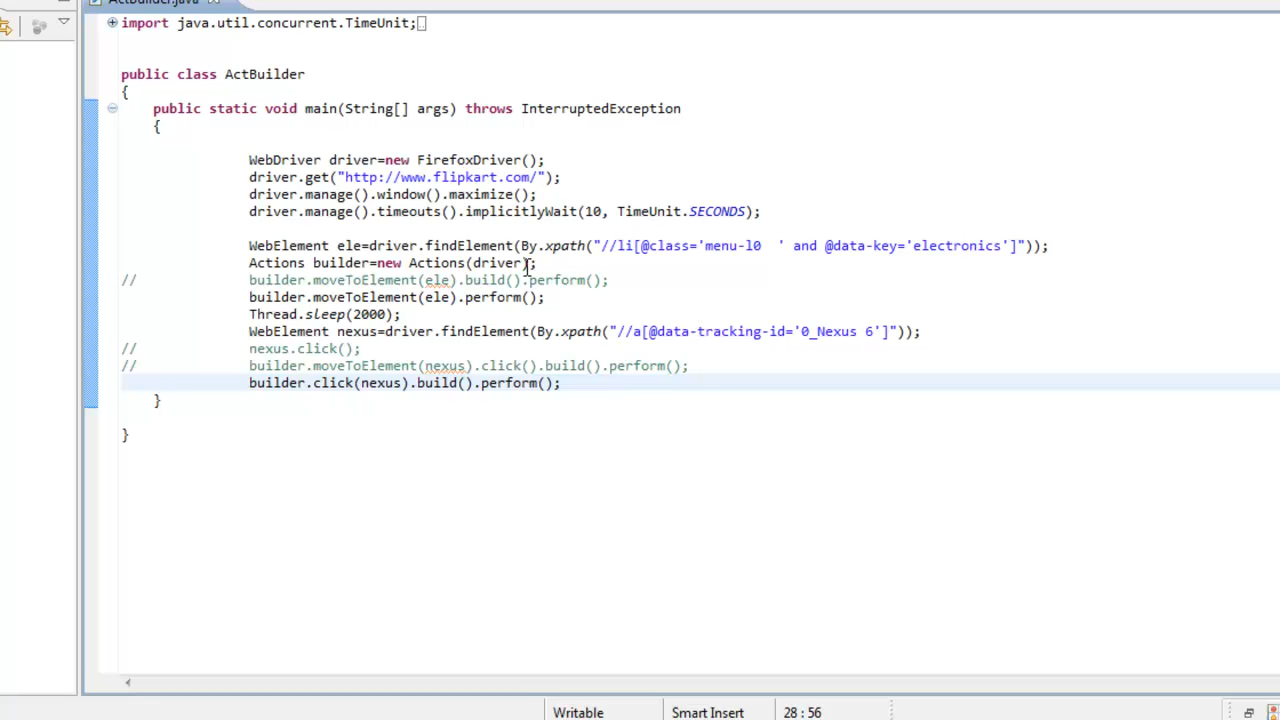 ActBuilder.java
import java.util.concurrent.TimeUnit;
public class ActBuilder
{
public static void main(String[] args) throws InterruptedException
{
WebDriver driver=new FirefoxDriver();
driver.get("http://www.flipkart.com/");
driver.manage().window().maximize();
driver.manage().timeouts().implicitlyWait(10, TimeUnit.SECONDS);
WebElement ele=driver.findElement(By.xpath("//li[@class='menu-l0  ' and @data-key='electronics']"));
Actions builder=new Actions(driver);
// builder.moveToElement(ele).build().perform();
builder.moveToElement(ele).perform();
Thread.sleep(2000);
WebElement nexus=driver.findElement(By.xpath("//a[@data-tracking-id='0_Nexus 6']"));
// nexus.click();
// builder.moveToElement(nexus).click().build().perform();
builder.click(nexus).build().perform();
}
}
Writable Smart Insert 28 : 56